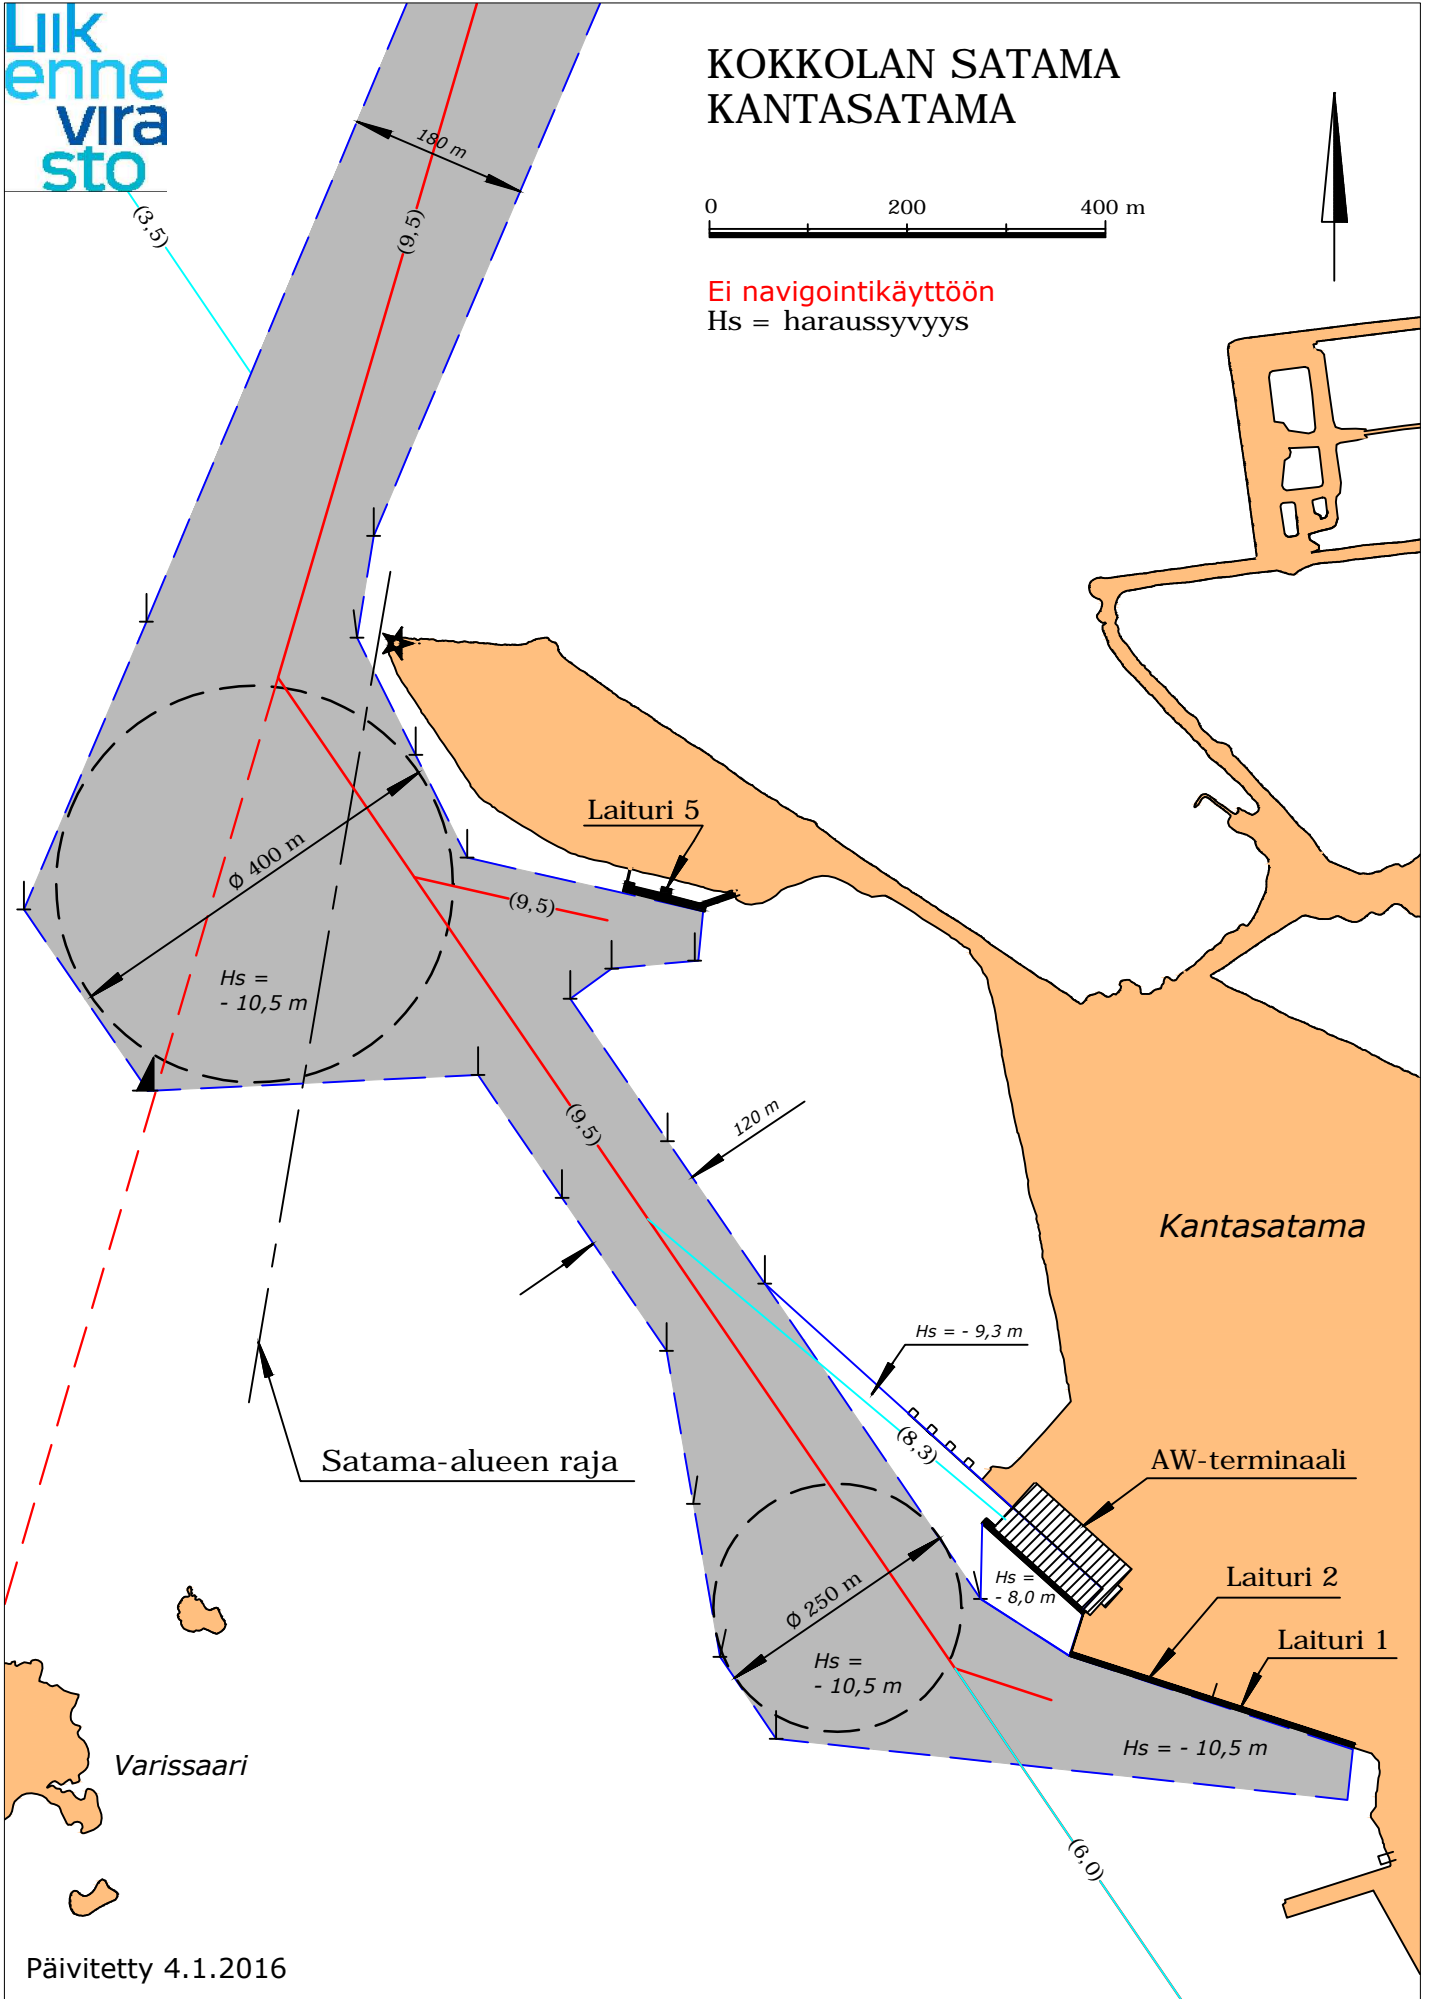 Liik
enne
vira
sto
KOKKOLAN SATAMA
KANTASATAMA
0 200 400 m
Ei navigointikäyttöön
Hs = haraussyvyys
180 m
(3,5)
(9,5)
Laituri 5
Ø 400 m
(9,5)
Hs =
- 10,5 m
(9,5)
120 m
Kantasatama
Hs = - 9,3 m
(8,3)
Satama-alueen raja
AW-terminaali
Hs =
- 8,0 m
Laituri 2
Ø 250 m
Laituri 1
Hs =
- 10,5 m
Hs = - 10,5 m
Varissaari
(6,0)
Päivitetty 4.1.2016